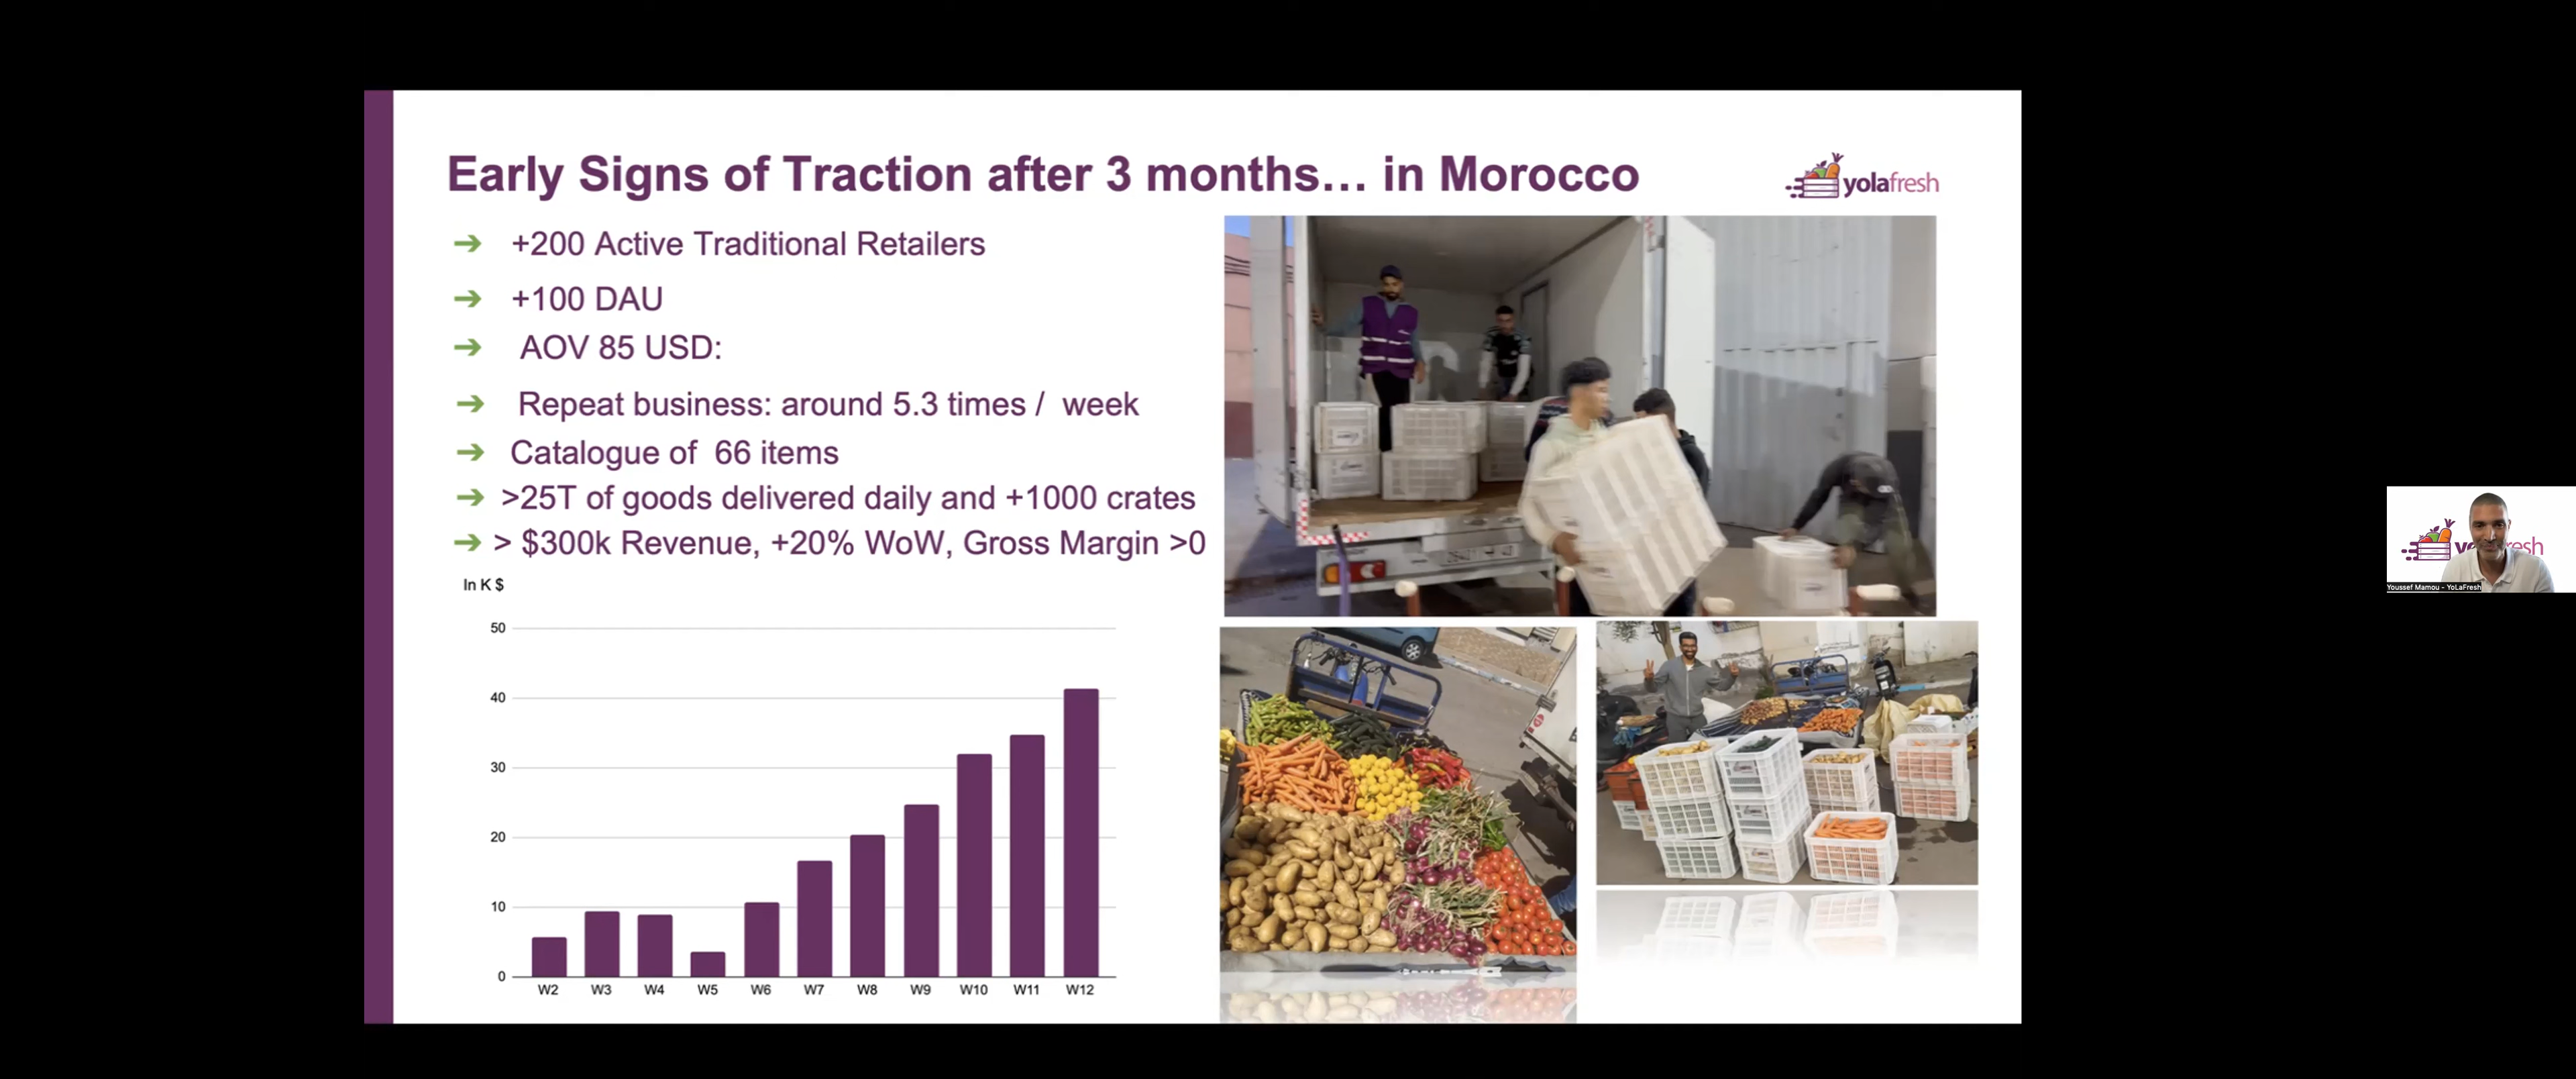 Early Signs of Traction after 3 months… in Morocco
yolafresh
➔ +200 Active Traditional Retailers
➔ +100 DAU
➔ AOV 85 USD:
➔ Repeat business: around 5.3 times / week
➔ Catalogue of 66 items
➔ >25T of goods delivered daily and +1000 crates
➔ > $300k Revenue, +20% WoW, Gross Margin >0
In K $
50
40
30
20
10
0
W2 W3 W4 W5 W6 W7 W8 W9 W10 W11 W12
Youssef Mamou - YoLaFresh